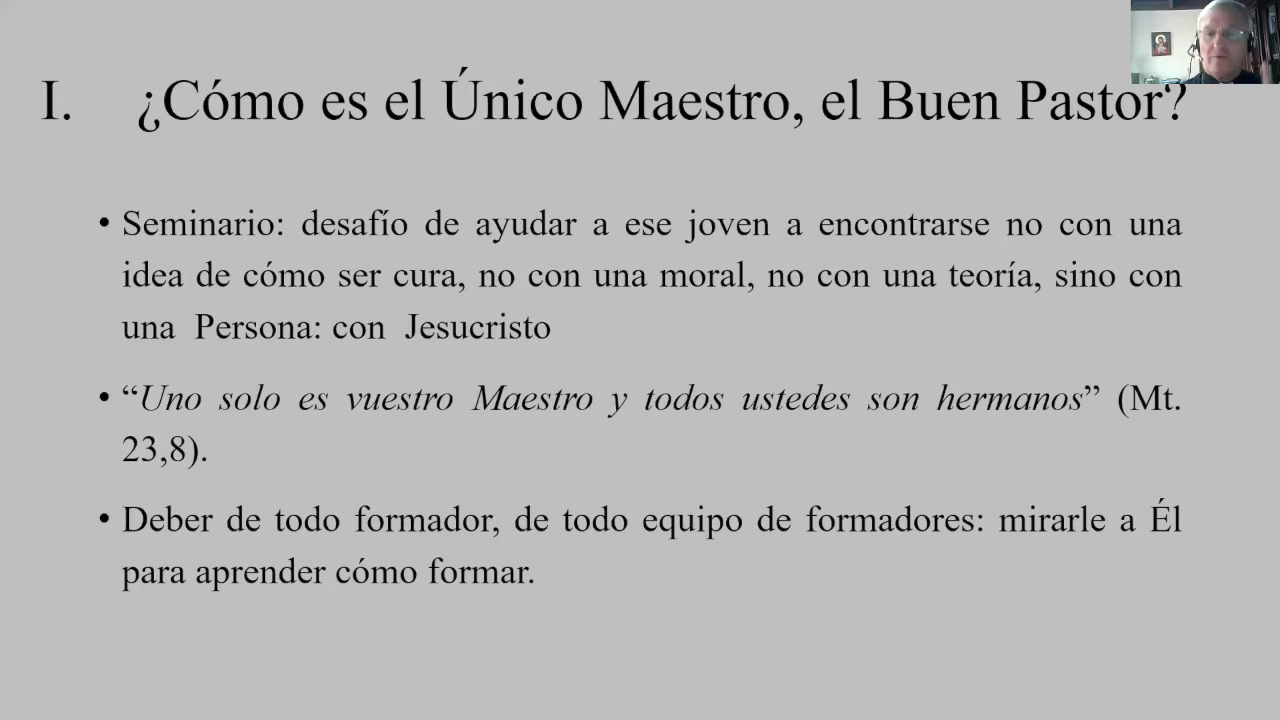 I. ¿Cómo es el Único Maestro, el Buen Pastor?
• Seminario: desafío de ayudar a ese joven a encontrarse no con una
idea de cómo ser cura, no con una moral, no con una teoría, sino con
una Persona: con Jesucristo
• “Uno solo es vuestro Maestro y todos ustedes son hermanos” (Mt.
23,8).
• Deber de todo formador, de todo equipo de formadores: mirarle a Él
para aprender cómo formar.